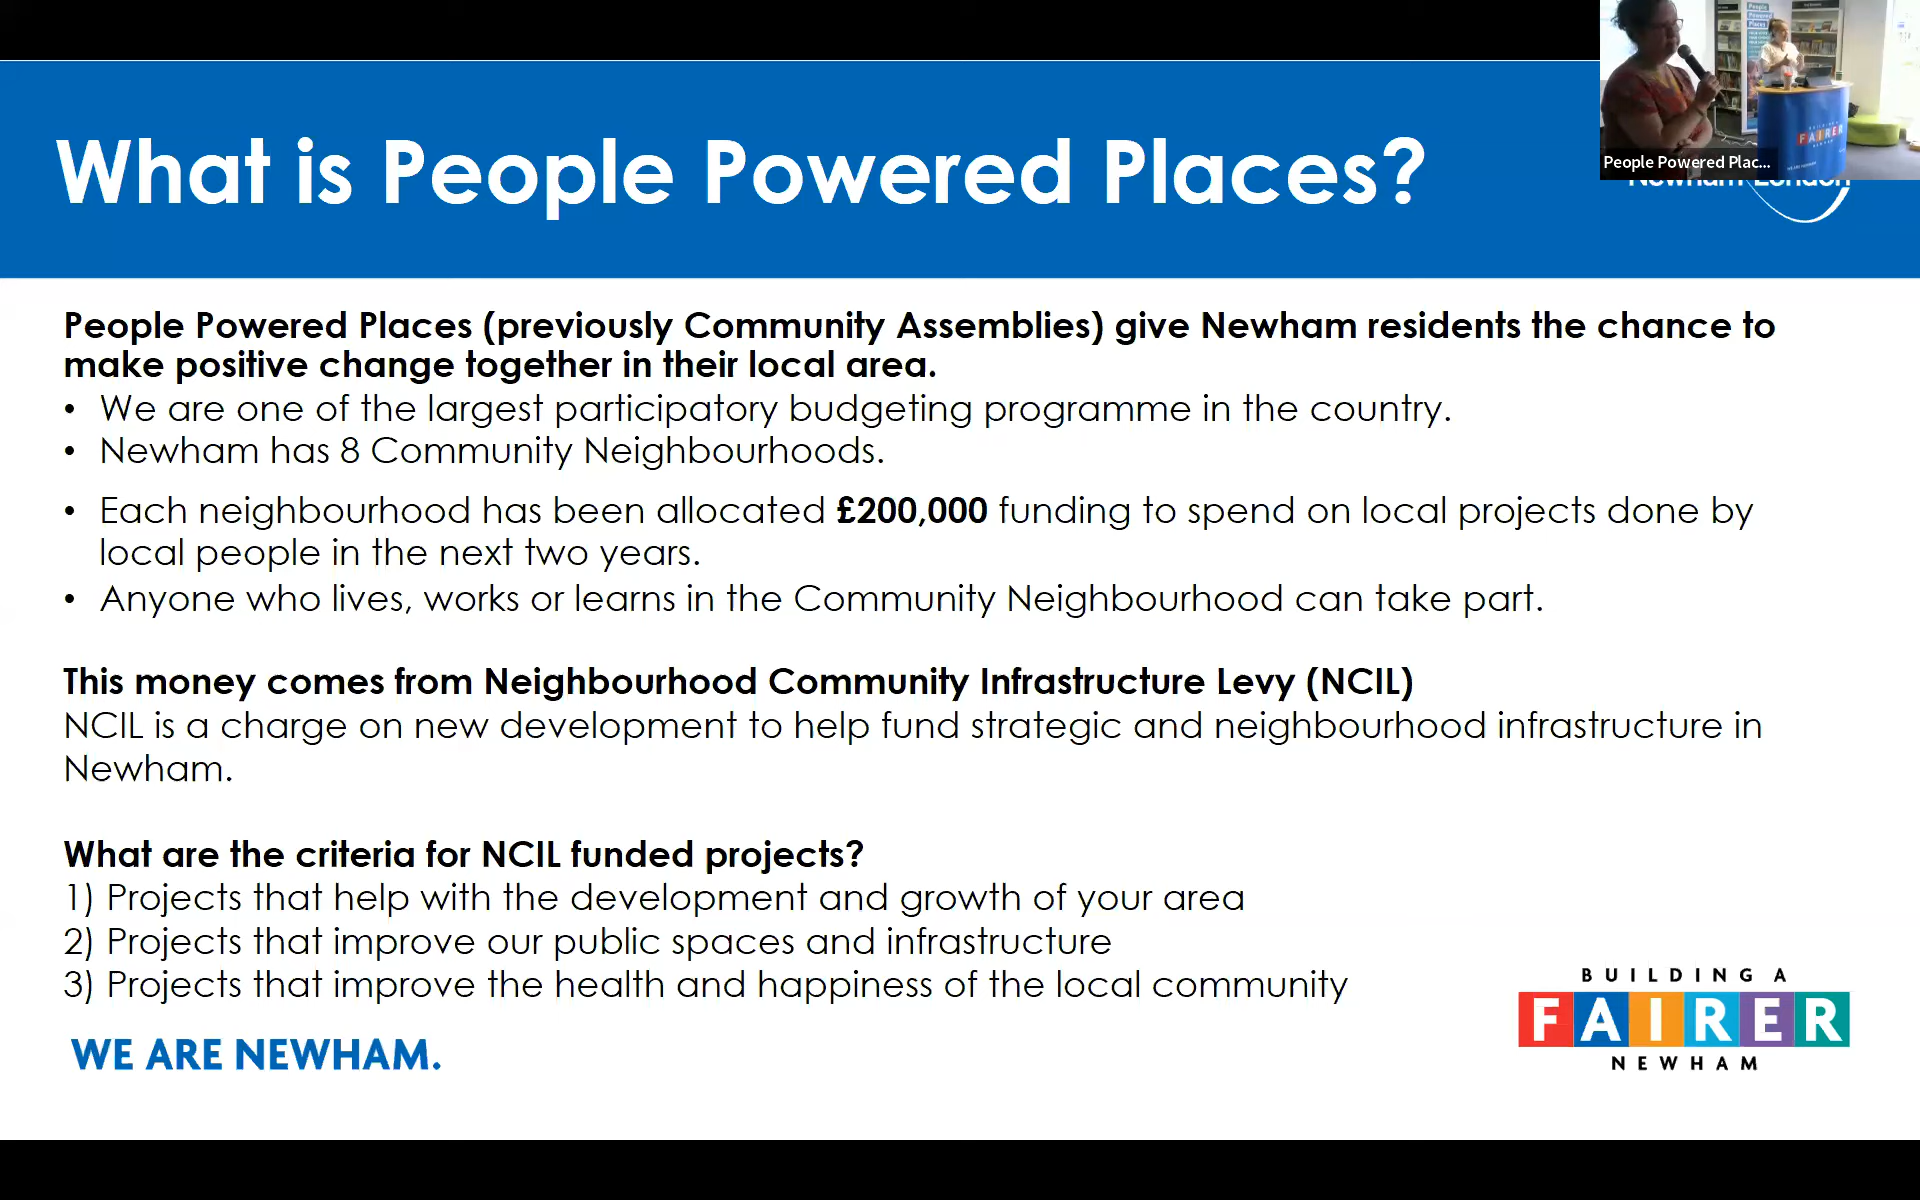 What is People Powered Places?
People Powered Plac...
Newham London
People Powered Places (previously Community Assemblies) give Newham residents the chance to
make positive change together in their local area.
• We are one of the largest participatory budgeting programme in the country.
• Newham has 8 Community Neighbourhoods.
• Each neighbourhood has been allocated £200,000 funding to spend on local projects done by
local people in the next two years.
• Anyone who lives, works or learns in the Community Neighbourhood can take part.
This money comes from Neighbourhood Community Infrastructure Levy (NCIL)
NCIL is a charge on new development to help fund strategic and neighbourhood infrastructure in
Newham.
What are the criteria for NCIL funded projects?
1) Projects that help with the development and growth of your area
2) Projects that improve our public spaces and infrastructure
3) Projects that improve the health and happiness of the local community
WE ARE NEWHAM.
BUILDING A
FAIRER
NEWHAM